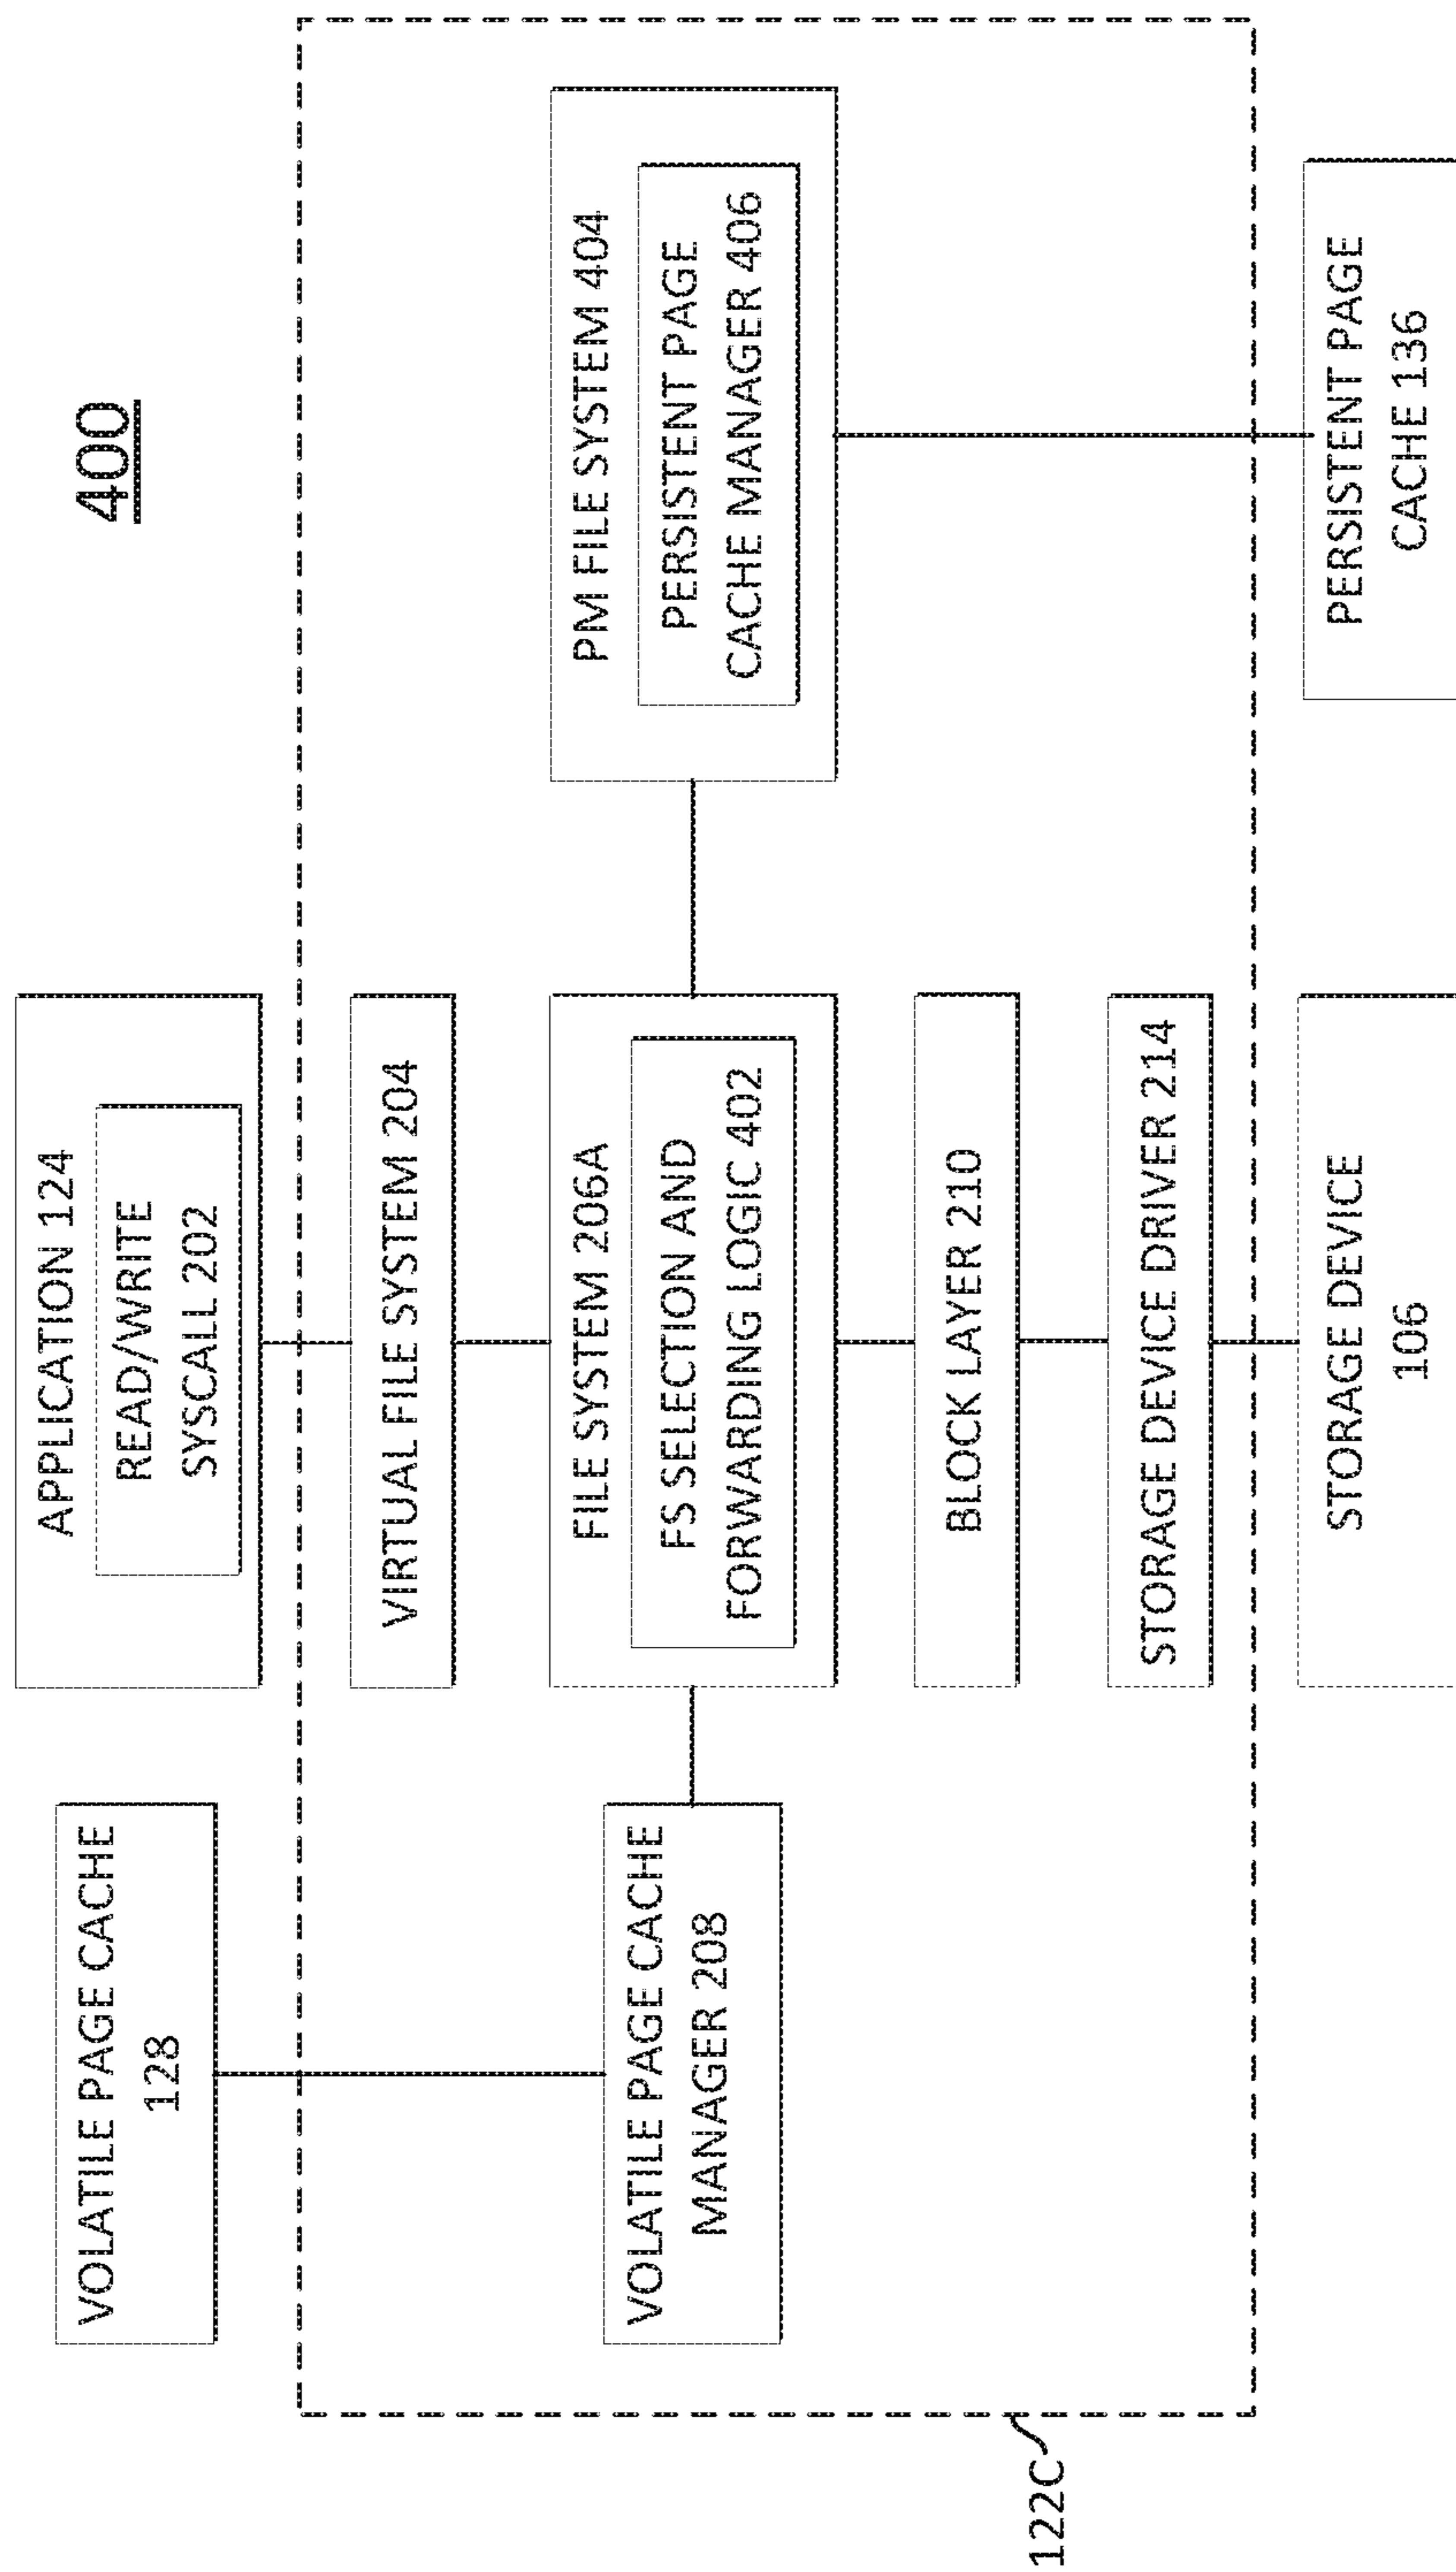 400
VOLATILE PAGE CACHE
128
APPLICATION 124
READ/WRITE
SYSCALL 202
VIRTUAL FILE SYSTEM 204
VOLATILE PAGE CACHE
MANAGER 208
FILE SYSTEM 206A
FS SELECTION AND
FORWARDING LOGIC 402
PM FILE SYSTEM 404
PERSISTENT PAGE
CACHE MANAGER 406
BLOCK LAYER 210
STORAGE DEVICE DRIVER 214
122C
STORAGE DEVICE
106
PERSISTENT PAGE
CACHE 136